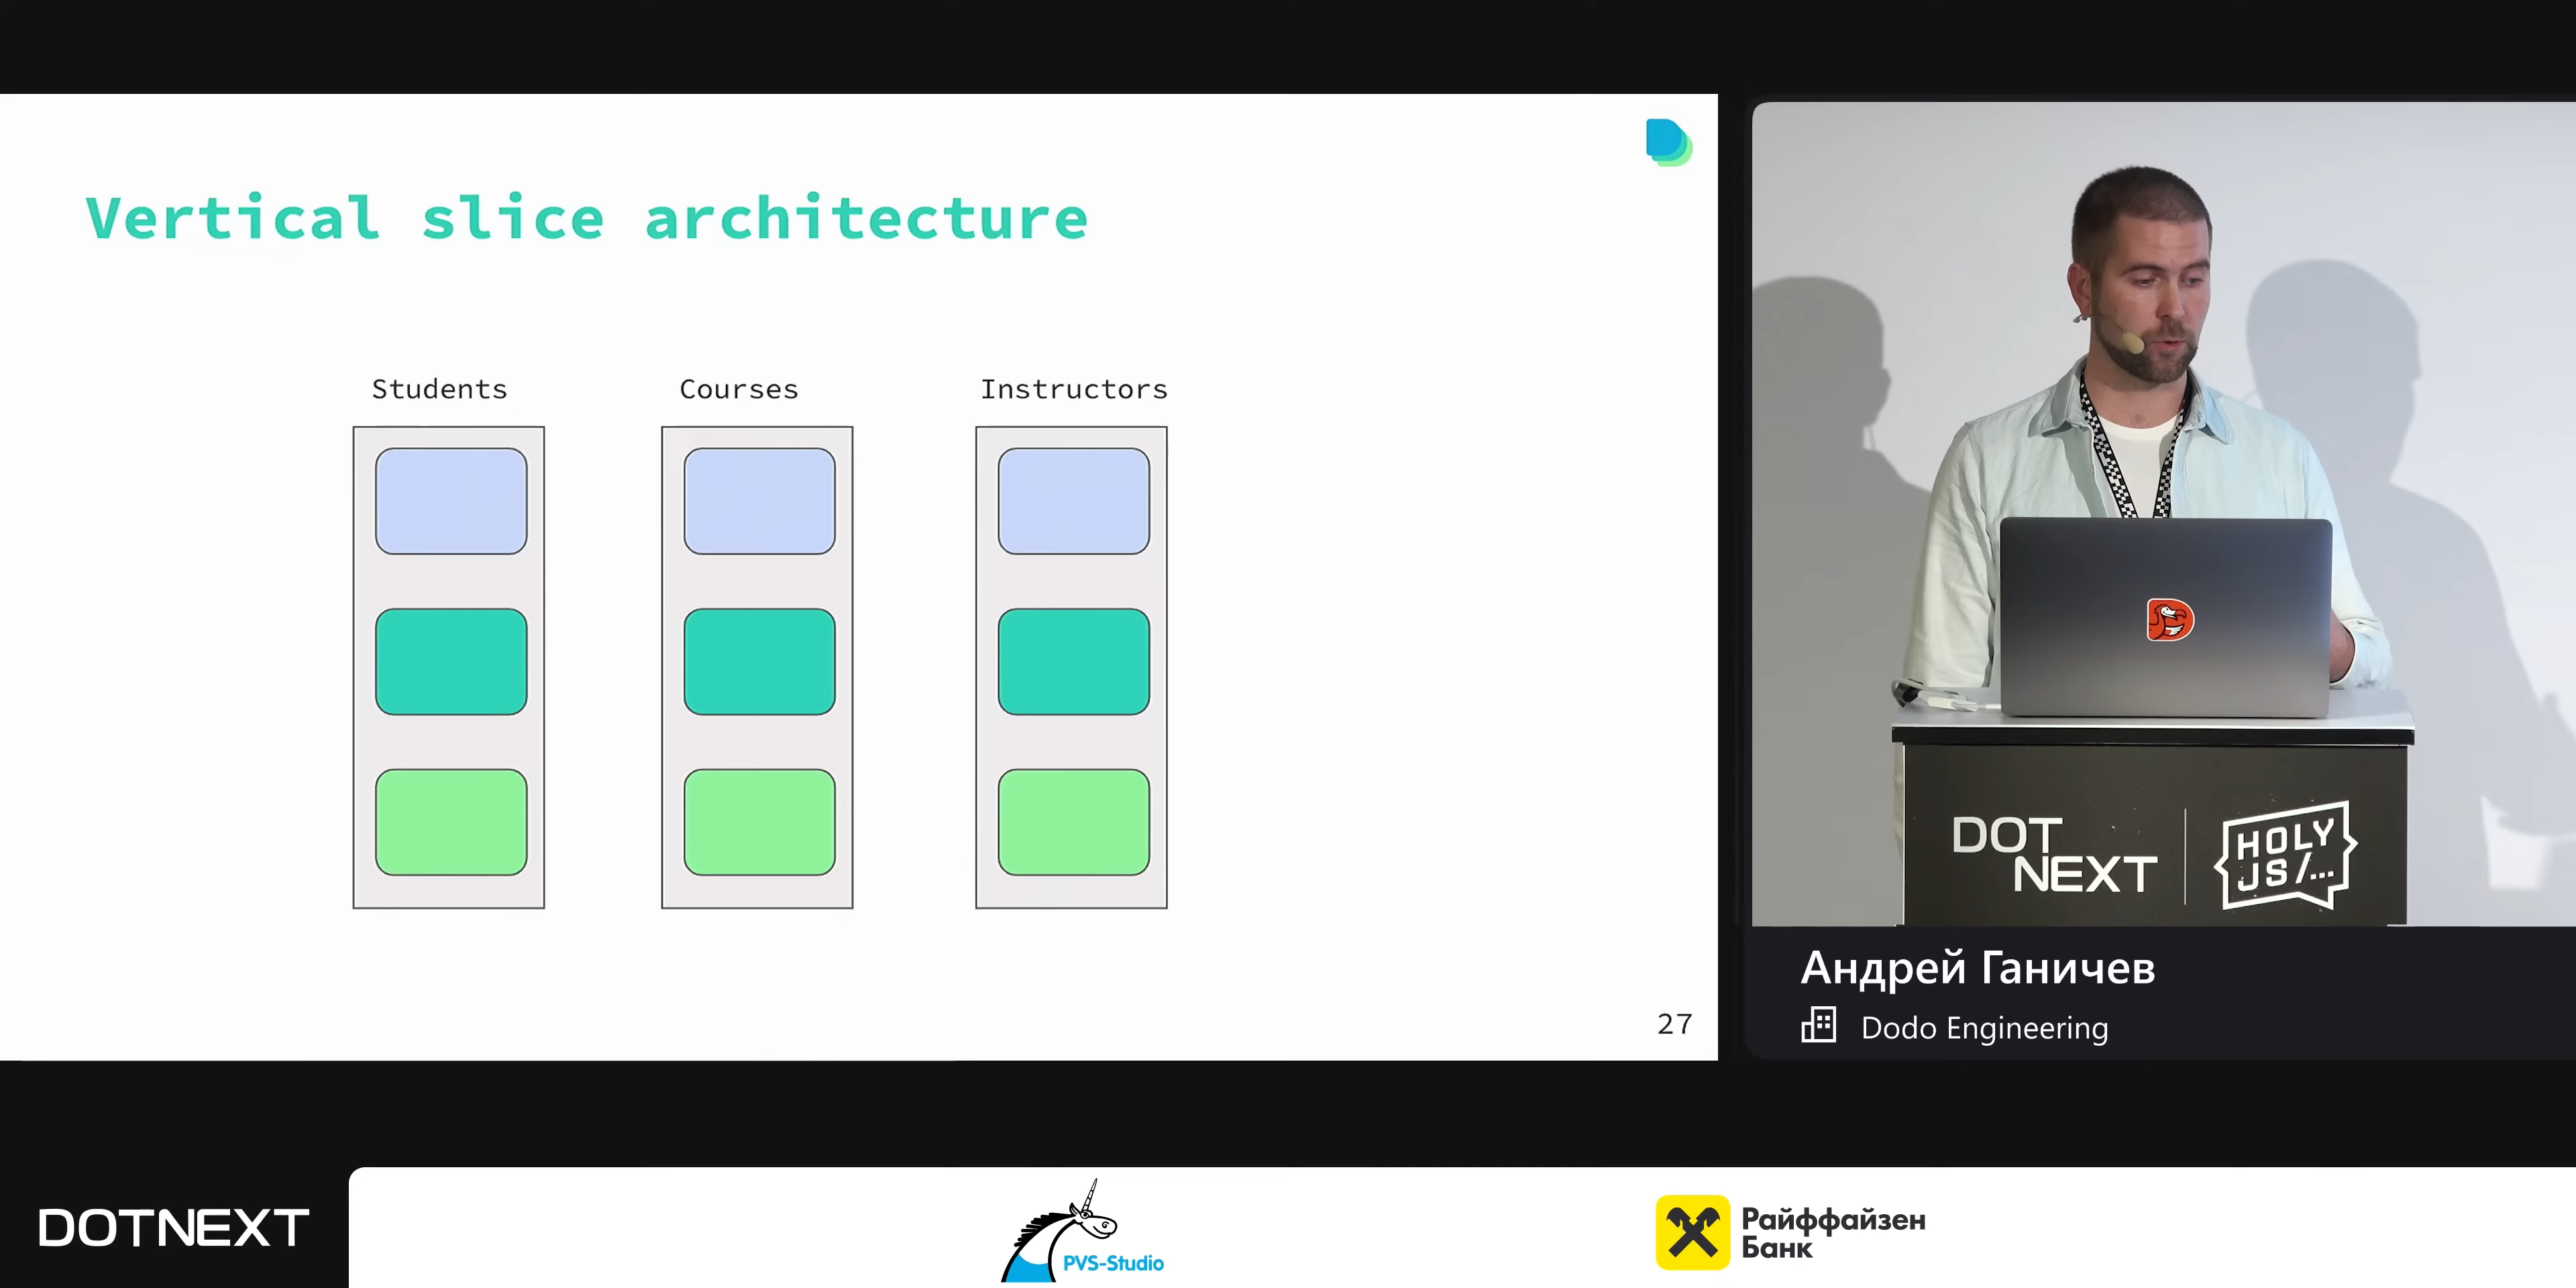 Vertical slice architecture
Students
Courses
Instructors
27
DOT
NEXT
HOLY
JS/...
Андрей Ганичев
Dodo Engineering
DOTNEXT
PVS-Studio
Райффайзен
Банк